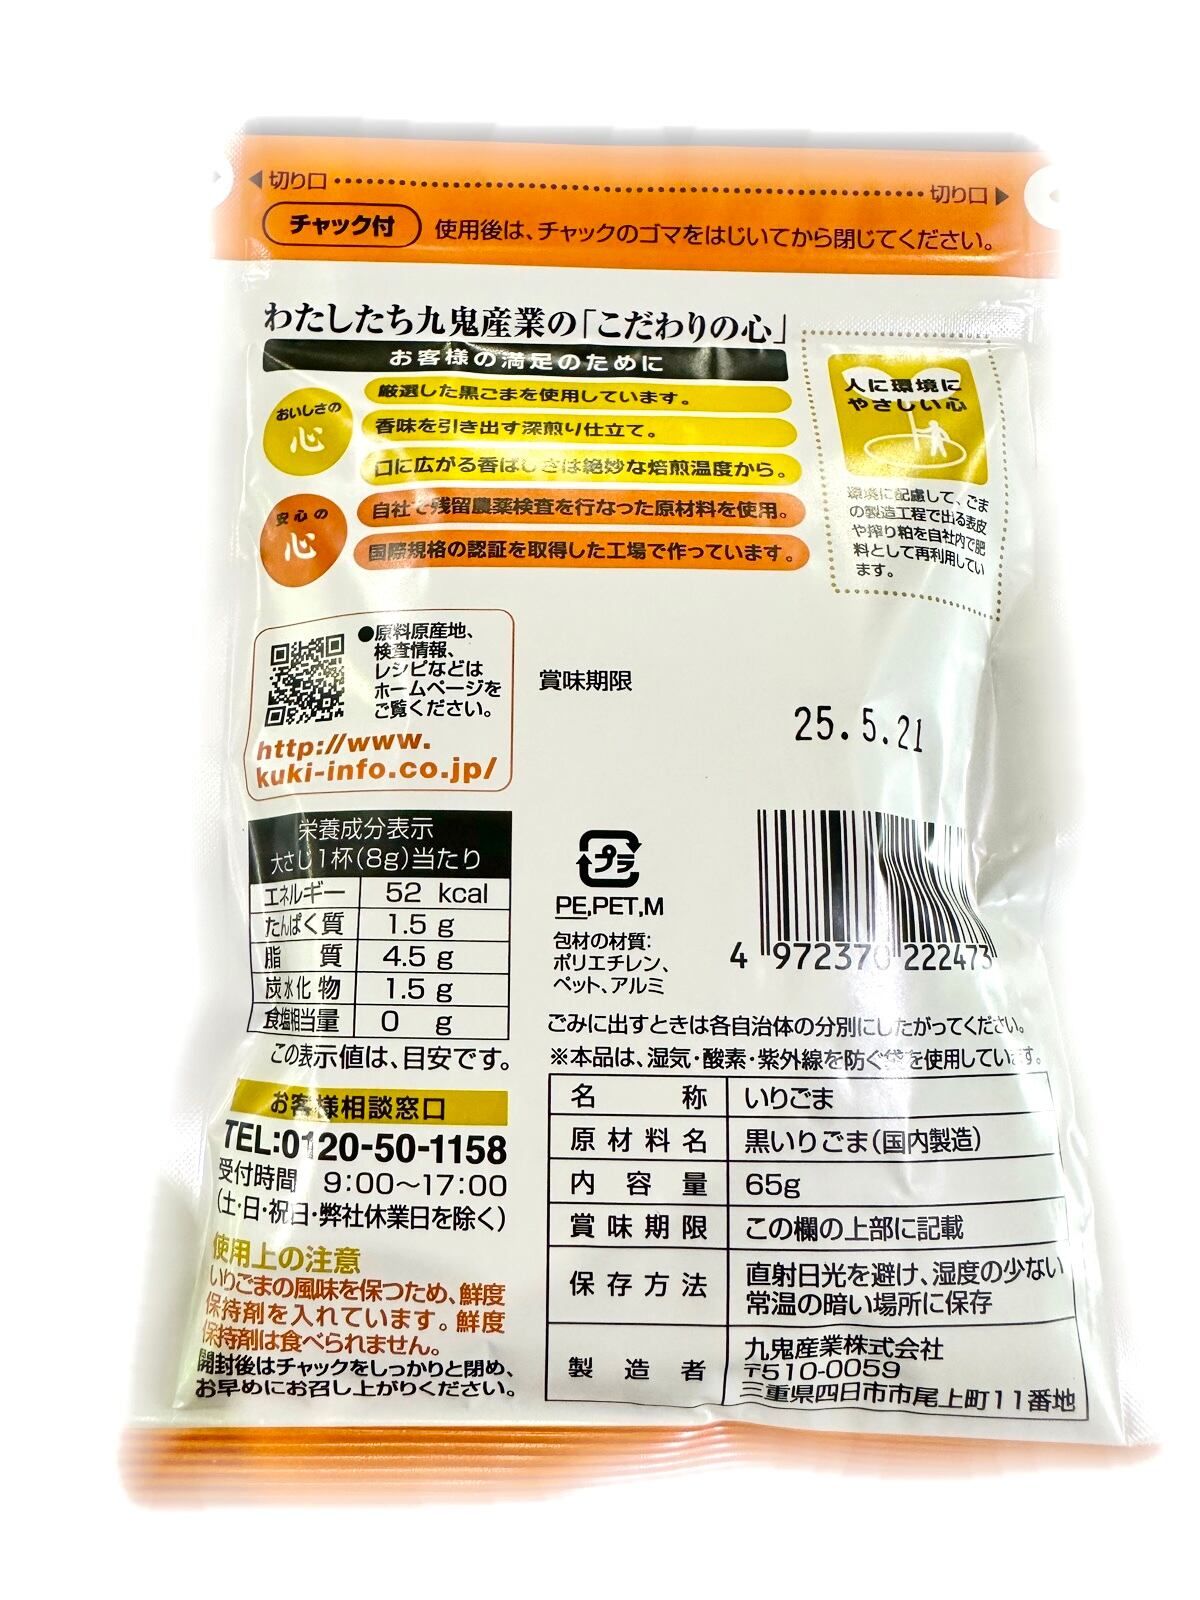 切り口 切り口
チャック付 使用後は、チャックのゴマをはじいてから閉じてください。
わたしたち九鬼産業の「こだわりの心」
お客様の満足のために
おいしさの
心
厳選した黒ごまを使用しています。
香味を引き出す深煎り仕立て。
口に広がる香ばしさは絶妙な焙煎温度から。
安心の
心
自社で残留農薬検査を行なった原材料を使用。
国際規格の認証を取得した工場で作っています。
人に環境に
やさしい心
環境に配慮して、ごま
の製造工程で出る表皮
や搾り粕を自社内で肥
料として再利用してい
ます。
●原料原産地、
検査情報、
レシピなどは
ホームページを
ご覧ください。
http://www.
kuki-info.co.jp/
賞味期限
25.5.21
栄養成分表示
大さじ1杯(8g)当たり
エネルギー 52 kcal
たんぱく質 1.5 g
脂質 4.5 g
炭水化物 1.5 g
食塩相当量 0 g
この表示値は、目安です。
プラ
PE,PET,M
包材の材質:
ポリエチレン、
ペット、アルミ
4 972370 222473
ごみに出すときは各自治体の分別にしたがってください。
※本品は、湿気・酸素・紫外線を防ぐ袋を使用しています。
お客様相談窓口
TEL:0120-50-1158
受付時間 9:00〜17:00
(土・日・祝日・弊社休業日を除く)
使用上の注意
いりごまの風味を保つため、鮮度
保持剤を入れています。鮮度
保持剤は食べられません。
開封後はチャックをしっかりと閉め、
お早めにお召し上がりください。
名称 いりごま
原材料名 黒いりごま(国内製造)
内容量 65g
賞味期限 この欄の上部に記載
保存方法 直射日光を避け、湿度の少ない
常温の暗い場所に保存
製造者 九鬼産業株式会社
〒510-0059
三重県四日市市尾上町11番地